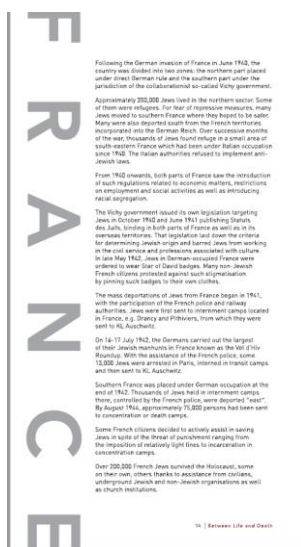 FRANCE
Following the German invasion of France in June 1940, the
country was divided into two zones: the northern part placed
under direct German rule and the southern part under the
jurisdiction of the collaborationist so-called Vichy government.
Approximately 350,000 Jews lived in the northern sector. Some
of them were refugees. For fear of repressive measures, many
Jews moved to southern France where they hoped to be safer.
Many were also deported south from the French territories
incorporated into the German Reich. Over successive months
of the war, thousands of Jews found refuge in a small area of
south-eastern France which had been under Italian occupation
since 1940. The Italian authorities refused to implement anti-
Jewish laws.
From 1940 onwards, both parts of France saw the introduction
of such regulations related to economic matters, restrictions
on employment and social activities as well as introducing
racial segregation.
The Vichy government issued its own legislation targeting
Jews in October 1940 and June 1941 publishing Statuts
des Juifs, binding in both parts of France as well as in its
overseas territories. That legislation laid down the criteria
for determining Jewish origin and barred Jews from working
in the civil service and professions associated with culture.
In late May 1942, Jews in German-occupied France were
ordered to wear Star of David badges. Many non-Jewish
French citizens protested against such stigmatisation
by pinning such badges to their own clothes.
The mass deportations of Jews from France began in 1941,
with the participation of the French police and railway
authorities. Jews were first sent to internment camps located
in France, e.g. Drancy and Pithiviers, from which they were
sent to KL Auschwitz.
On 16-17 July 1942, the Germans carried out the largest
of their Jewish manhunts in France known as the Vél d'Hiv
Roundup. With the assistance of the French police, some
13,000 Jews were arrested in Paris, interned in transit camps
and then sent to KL Auschwitz.
Southern France was placed under German occupation at the
end of 1942. Thousands of Jews held in internment camps
there, controlled by the French police, were deported "east".
By August 1944, approximately 75,000 persons had been sent
to concentration or death camps.
Some French citizens decided to actively assist in saving
Jews in spite of the threat of punishment ranging from
the imposition of relatively light fines to incarceration in
concentration camps.
Over 200,000 French Jews survived the Holocaust, some
on their own, others thanks to assistance from civilians,
underground Jewish and non-Jewish organisations as well
as church institutions.
14 | Between Life and Death